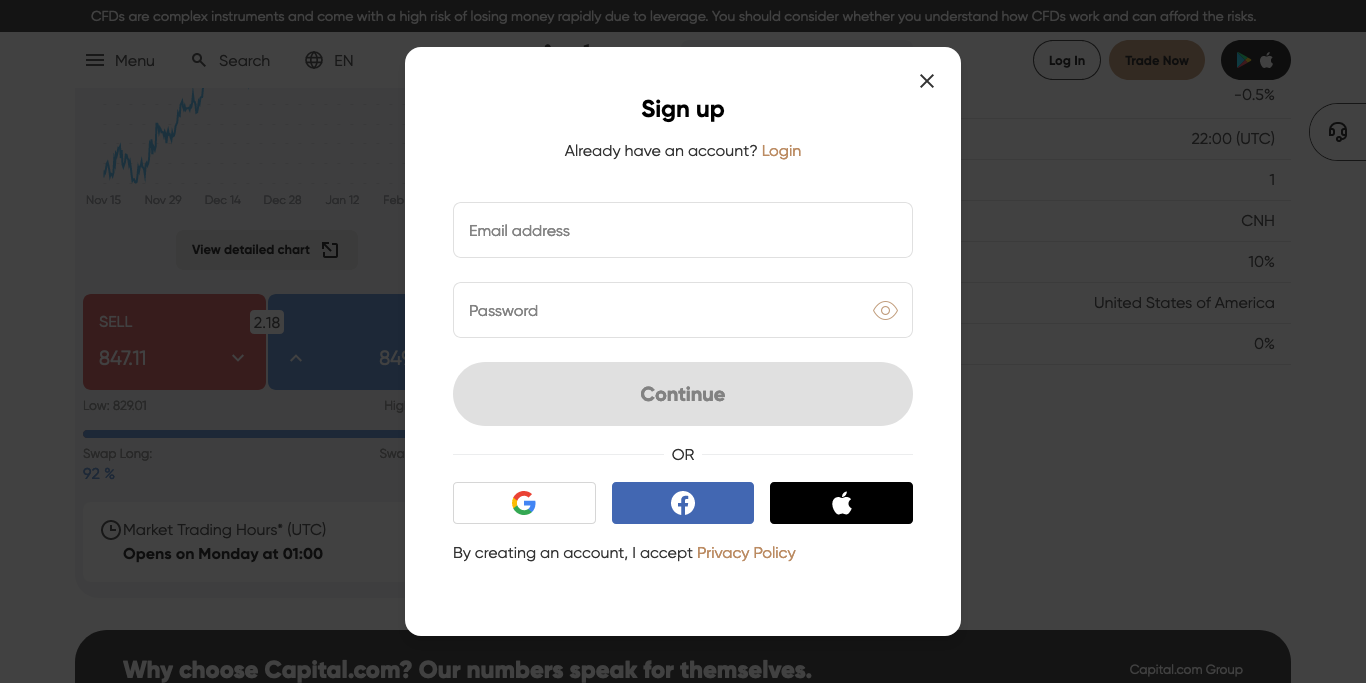 CFDs are complex instruments and come with a high risk of losing money rapidly due to leverage. You should consider whether you understand how CFDs work and can afford the risks.
Menu
Search
EN
Log In
Trade Now
Sign up
Already have an account? Login
Email address
Password
Continue
OR
By creating an account, I accept Privacy Policy
Nov 15 Nov 29 Dec 14 Dec 28 Jan 12
View detailed chart
SELL
2.18
847.11
Low: 829.01
Swap Long:
92 %
Market Trading Hours* (UTC)
Opens on Monday at 01:00
-0.5%
22:00 (UTC)
1
CNH
10%
United States of America
0%
Why choose Capital.com? Our numbers speak for themselves.
Capital.com Group